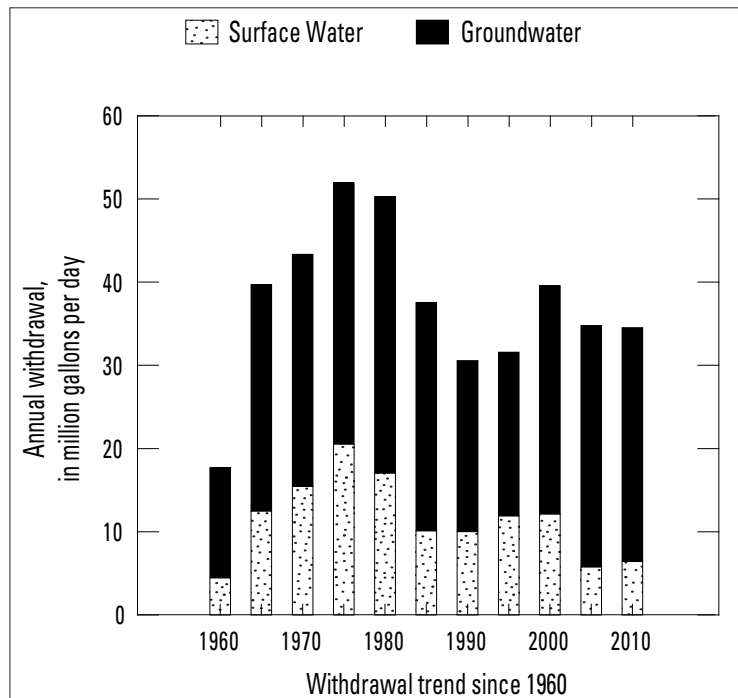 Surface Water Groundwater
60
50
40
30
20
10
0
Annual withdrawal,
in million gallons per day
1960 1970 1980 1990 2000 2010
Withdrawal trend since 1960